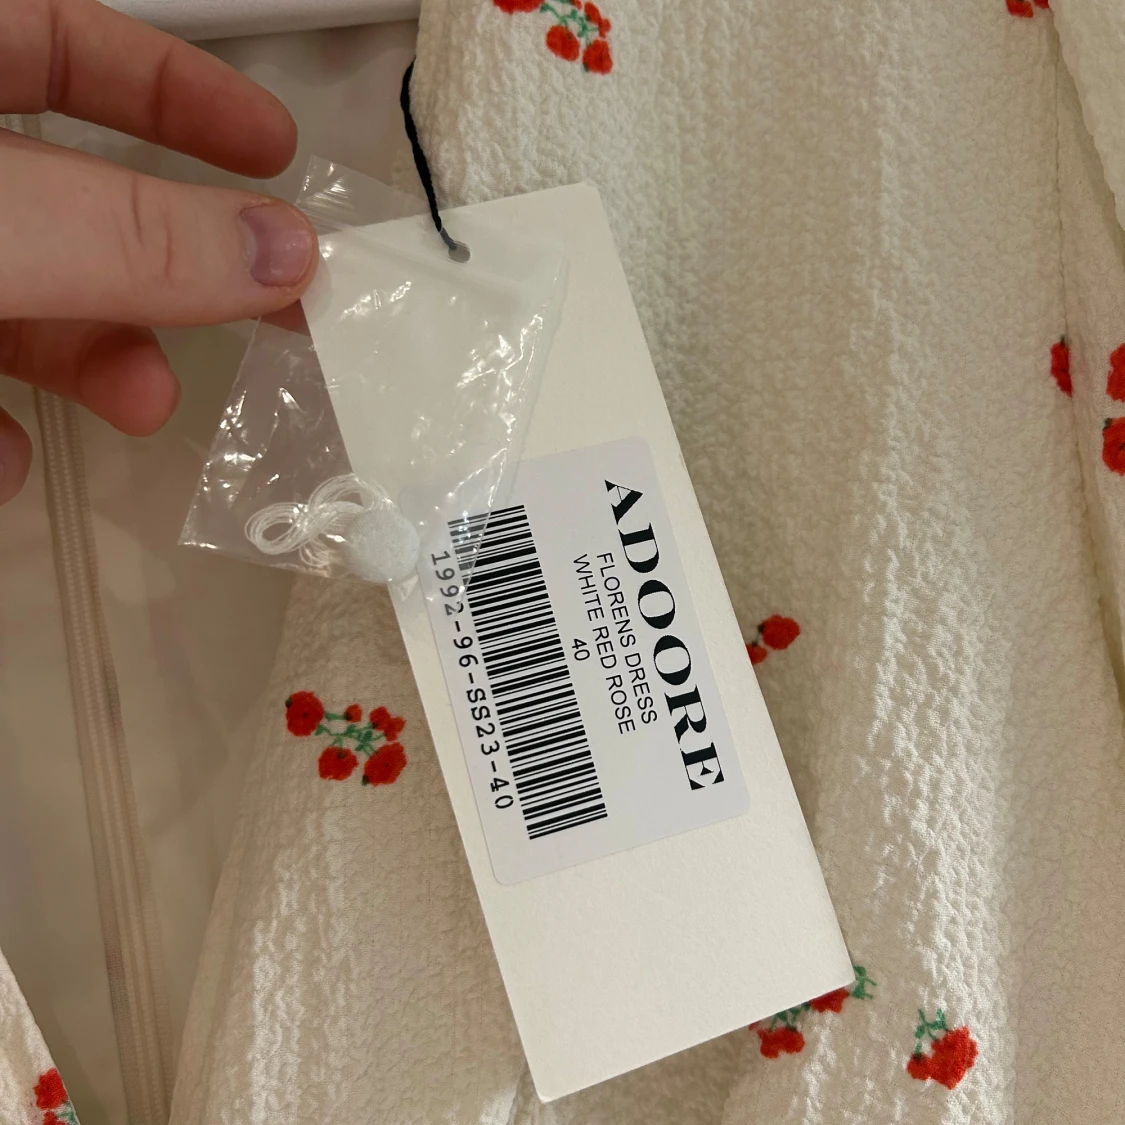 ADOORE
FLORENS DRESS
WHITE RED ROSE
40
1992-96-SS23-40